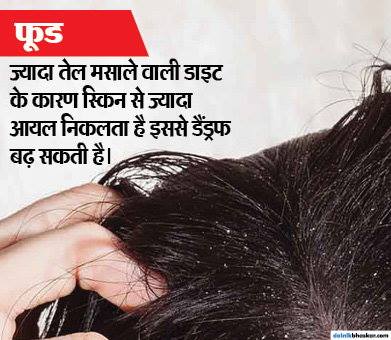 फूड
ज्यादा तेल मसाले वाली डाइट
के कारण स्किन से ज्यादा
आयल निकलता है इससे डैंड्रफ
बढ़ सकती है।
dainikbhaskar.com